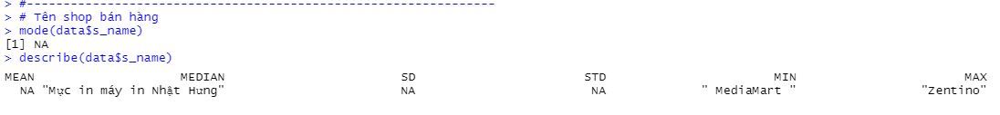 > #---------------------------------------------------------------
> # Tên shop bán hàng
> mode(data$s_name)
[1] NA
> describe(data$s_name)
MEAN MEDIAN SD STD MIN MAX
NA "Mực in máy in Nhật Hưng" NA NA " MediaMart " "Zentino"